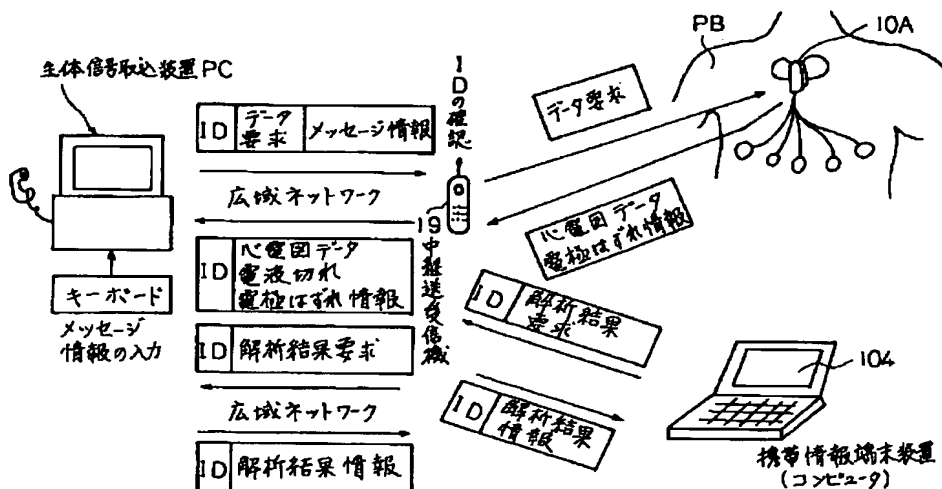 生体信号取込装置PC
ID
データ
要求
メッセージ情報
広域ネットワーク
ID
心電図データ
電波切れ
電極はずれ情報
キーボード
メッセージ
情報の入力
ID
解析結果要求
広域ネットワーク
ID
解析結果情報
IDの確認
19
中継送受信機
データ要求
PB
10A
心電図データ
電極はずれ情報
ID
解析結果
要求
ID
解析結果
情報
104
携帯情報端末装置
(コンピュータ)